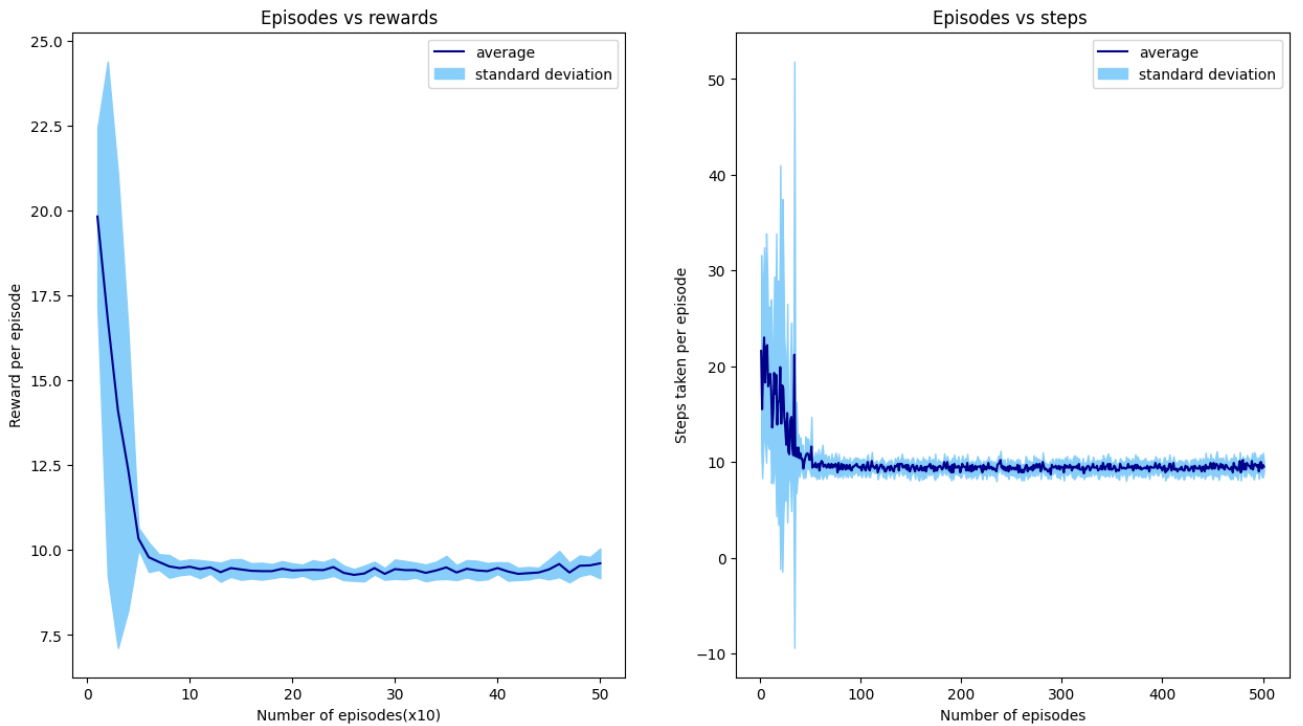 Episodes vs rewards
25.0
22.5
20.0
17.5
15.0
12.5
10.0
7.5
Reward per episode
average
standard deviation
0
10
20
30
40
50
Number of episodes(x10)
Episodes vs steps
50
40
30
20
10
0
−10
Steps taken per episode
average
standard deviation
0
100
200
300
400
500
Number of episodes